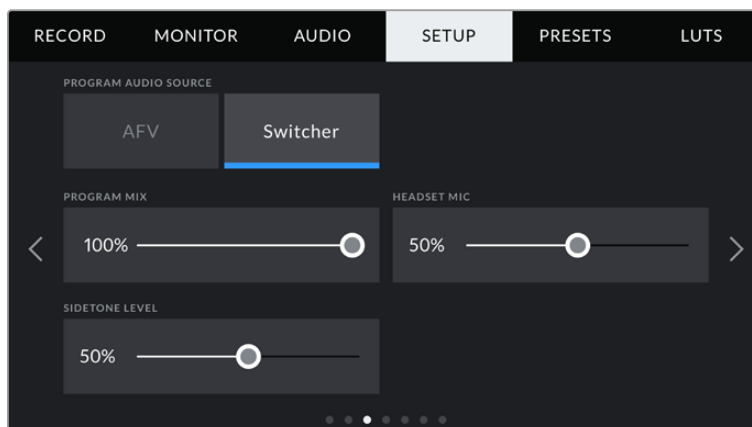 RECORD MONITOR AUDIO SETUP PRESETS LUTS
PROGRAM AUDIO SOURCE
AFV Switcher
PROGRAM MIX HEADSET MIC
100% 50%
SIDETONE LEVEL
50%